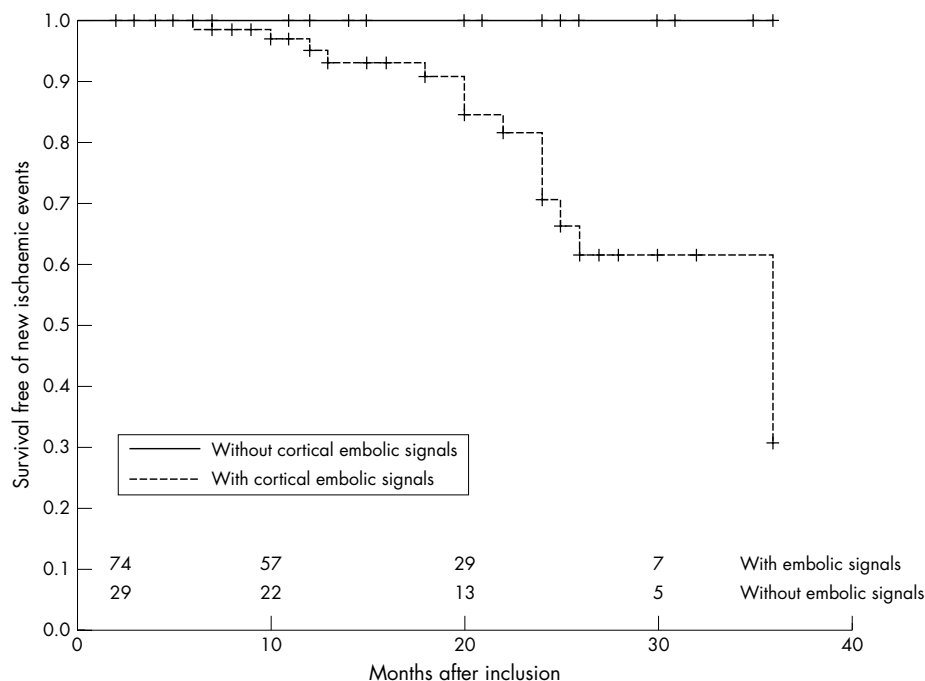 1.0
0.9
0.8
0.7
0.6
0.5
0.4
0.3
0.2
0.1
0.0
Survival free of new ischaemic events
Without cortical embolic signals
With cortical embolic signals
74 57 29 7 With embolic signals
29 22 13 5 Without embolic signals
0 10 20 30 40
Months after inclusion